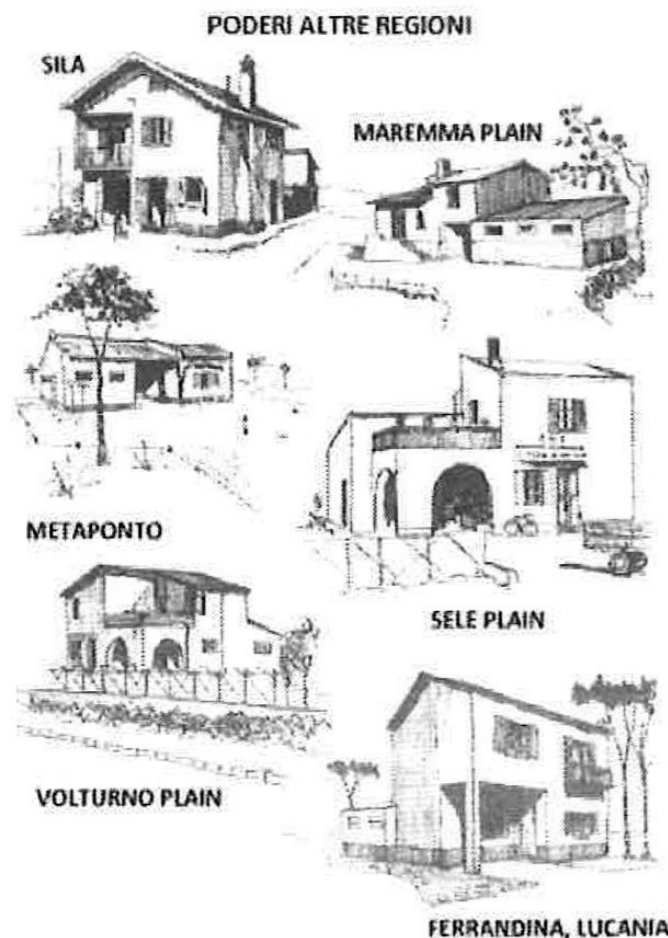 PODERI ALTRE REGIONI
SILA
MAREMMA PLAIN
METAPONTO
SELE PLAIN
VOLTURNO PLAIN
FERRANDINA, LUCANIA